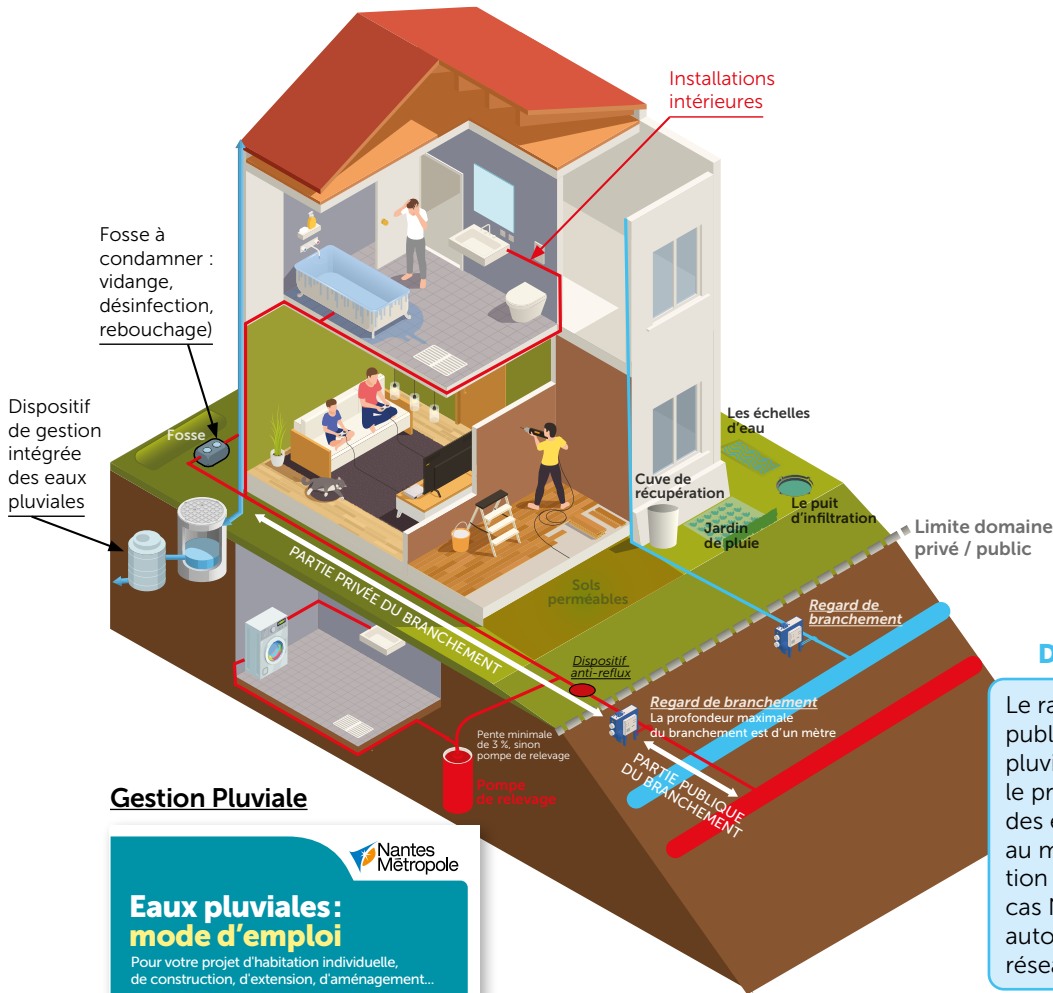 Installations
intérieures
Fosse à
condamner :
vidange,
désinfection,
rebouchage)
Dispositif
de gestion
intégrée
des eaux
pluviales
Fosse
Les échelles
d'eau
Cuve de
récupération
Le puit
d'infiltration
Jardin
de pluie
Limite domaine
privé / public
Sols
perméables
PARTIE PRIVÉE DU BRANCHEMENT
Regard de
branchement
Dispositif
anti-reflux
Regard de branchement
La profondeur maximale
du branchement est d'un mètre
Pente minimale
de 3 %, sinon
pompe de relevage
Pompe
de relevage
PARTIE PUBLIQUE
DU BRANCHEMENT
Gestion Pluviale
Nantes
Métropole
Eaux pluviales :
mode d'emploi
Pour votre projet d'habitation individuelle,
de construction, d'extension, d'aménagement...
D
Le ra
publ
pluvi
le pr
des e
au m
tion
cas N
auto
résea